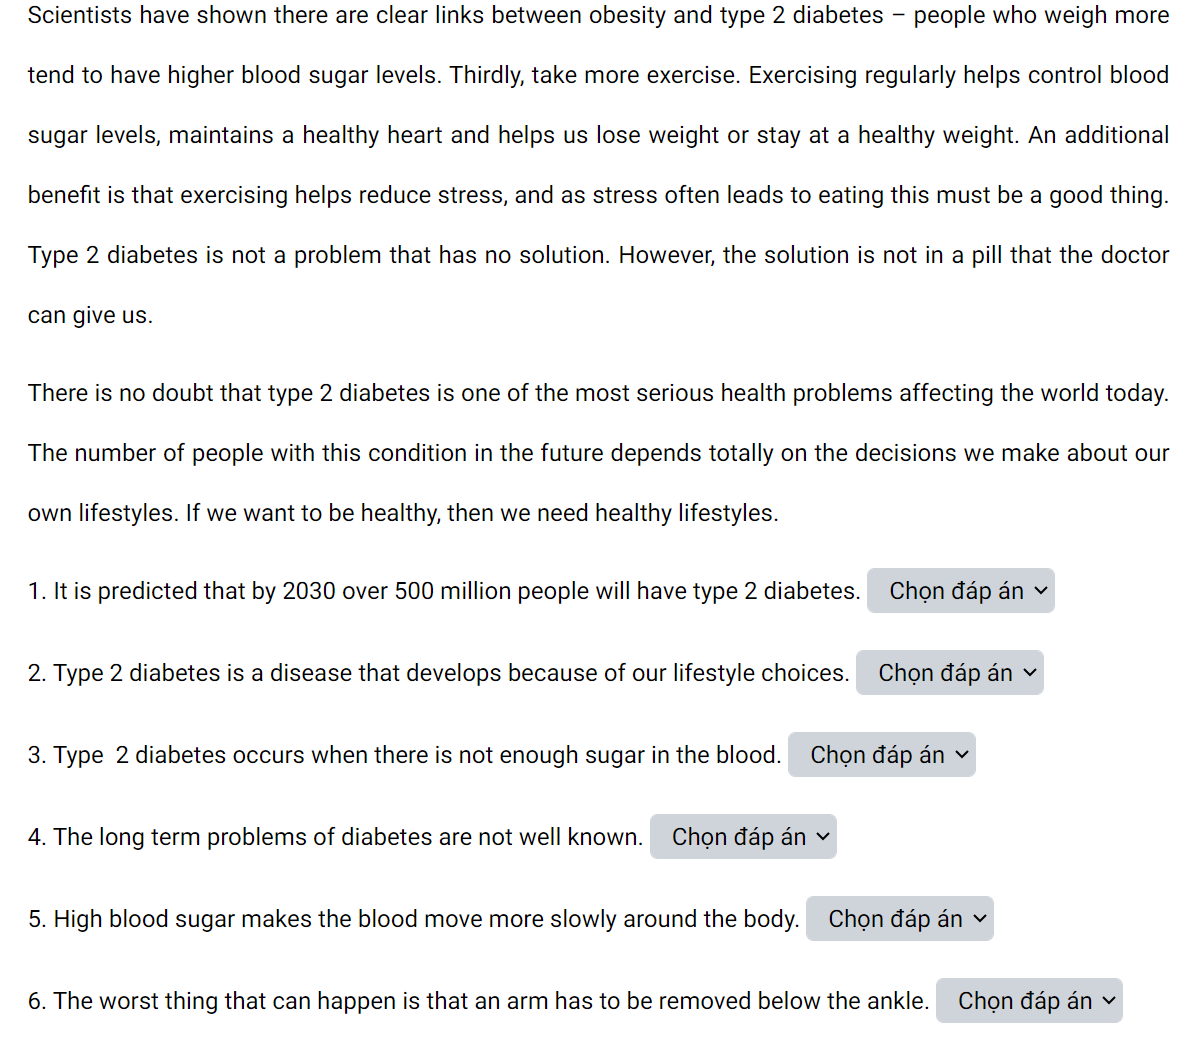 Scientists have shown there are clear links between obesity and type 2 diabetes – people who weigh more
tend to have higher blood sugar levels. Thirdly, take more exercise. Exercising regularly helps control blood
sugar levels, maintains a healthy heart and helps us lose weight or stay at a healthy weight. An additional
benefit is that exercising helps reduce stress, and as stress often leads to eating this must be a good thing.
Type 2 diabetes is not a problem that has no solution. However, the solution is not in a pill that the doctor
can give us.
There is no doubt that type 2 diabetes is one of the most serious health problems affecting the world today.
The number of people with this condition in the future depends totally on the decisions we make about our
own lifestyles. If we want to be healthy, then we need healthy lifestyles.
1. It is predicted that by 2030 over 500 million people will have type 2 diabetes. Chọn đáp án
2. Type 2 diabetes is a disease that develops because of our lifestyle choices. Chọn đáp án
3. Type  2 diabetes occurs when there is not enough sugar in the blood. Chọn đáp án
4. The long term problems of diabetes are not well known. Chọn đáp án
5. High blood sugar makes the blood move more slowly around the body. Chọn đáp án
6. The worst thing that can happen is that an arm has to be removed below the ankle. Chọn đáp án